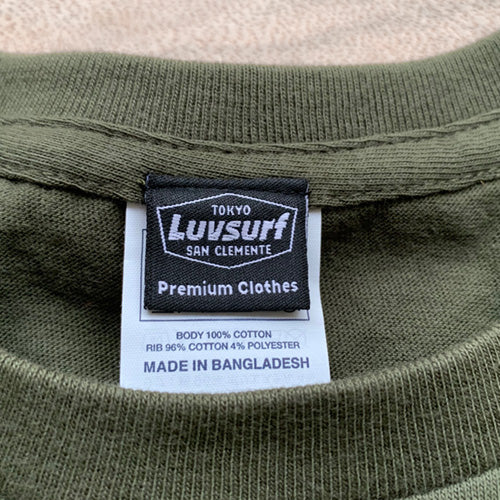 TOKYO
Luvsurf
SAN CLEMENTE
Premium Clothes
BODY 100% COTTON
RIB 96% COTTON 4% POLYESTER
MADE IN BANGLADESH